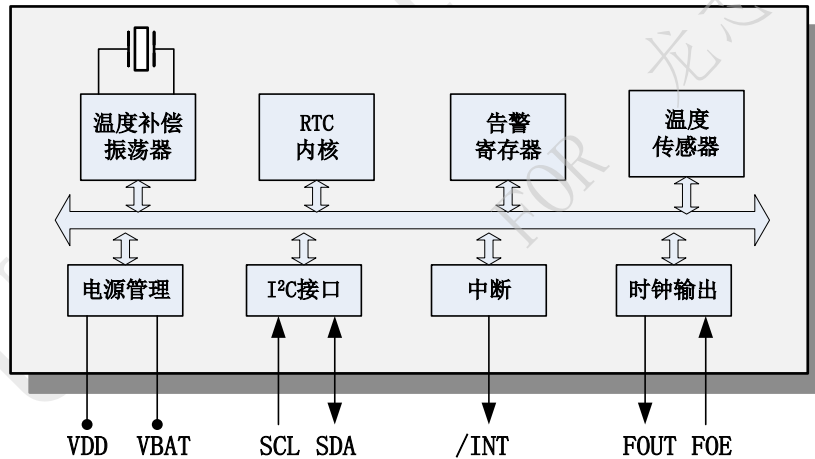 温度补偿
振荡器
RTC
内核
告警
寄存器
温度
传感器
电源管理
I²C接口
中断
时钟输出
VDD VBAT SCL SDA /INT FOUT FOE
FOR